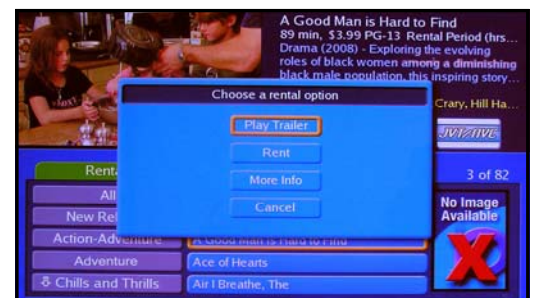 A Good Man is Hard to Find
89 min, $3.99 PG-13 Rental Period (hrs...
Drama (2008) - Exploring the evolving
roles of black women among a diminishing
black male population, this inspiring story...
Crary, Hill Ha...
Choose a rental option
Play Trailer
Rent
More Info
Cancel
3 of 82
All
New Rel
Action-Adventure
A Good Man is Hard to Find
No Image
Available
Adventure
Ace of Hearts
Chills and Thrills
Air I Breathe, The